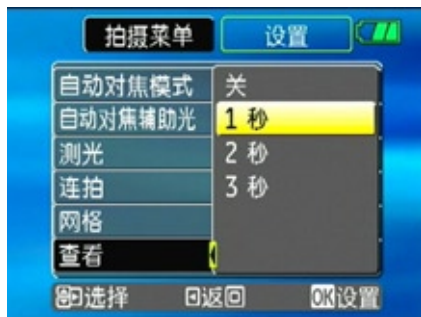 拍摄菜单 设置
自动对焦模式 关
自动对焦辅助光 1 秒
测光 2 秒
连拍 3 秒
网格
查看
选择 返回 OK设置